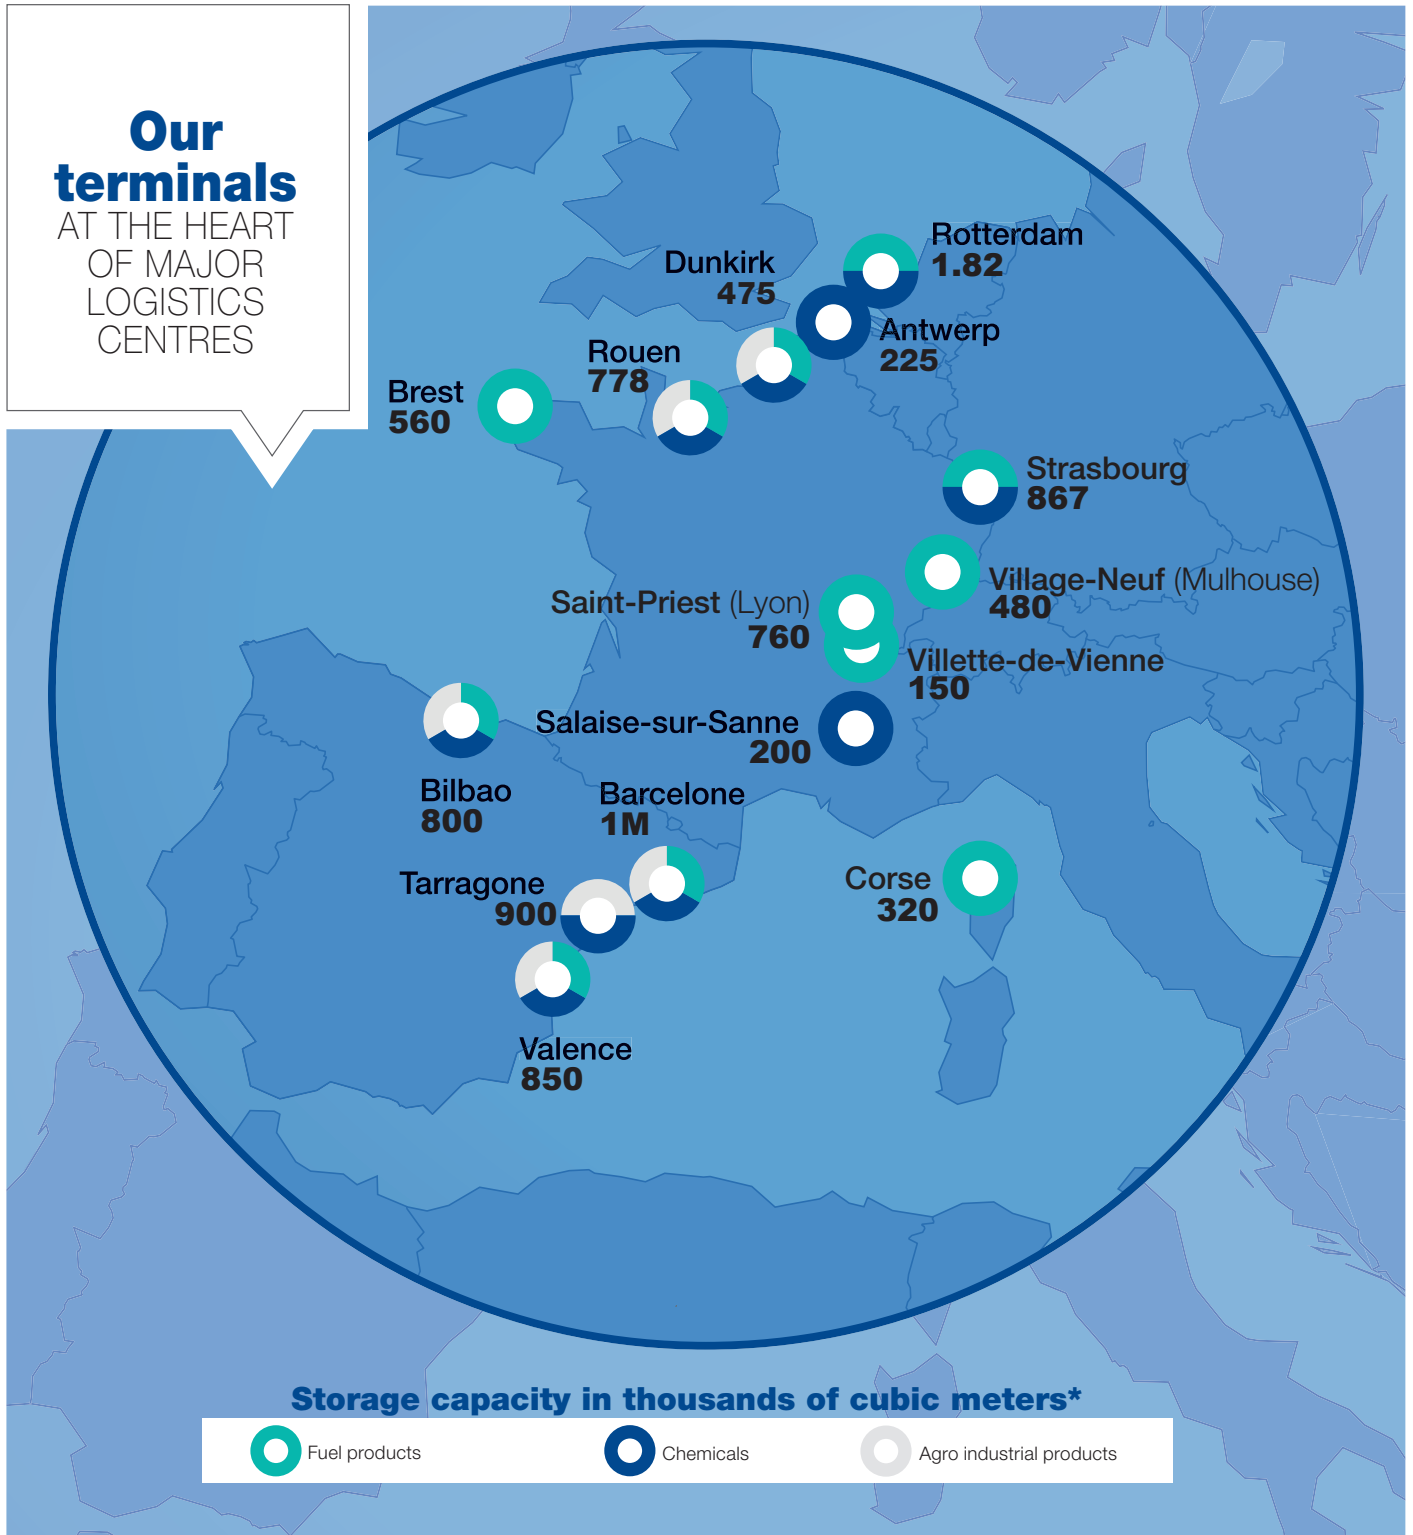 Our
terminals
AT THE HEART
OF MAJOR
LOGISTICS
CENTRES
Rotterdam
1.82
Dunkirk
475
Antwerp
225
Rouen
778
Brest
560
Strasbourg
867
Village-Neuf (Mulhouse)
480
Saint-Priest (Lyon)
760
Villette-de-Vienne
150
Salaise-sur-Sanne
200
Bilbao
800
Barcelone
1M
Tarragone
900
Corse
320
Valence
850
Storage capacity in thousands of cubic meters*
Fuel products
Chemicals
Agro industrial products